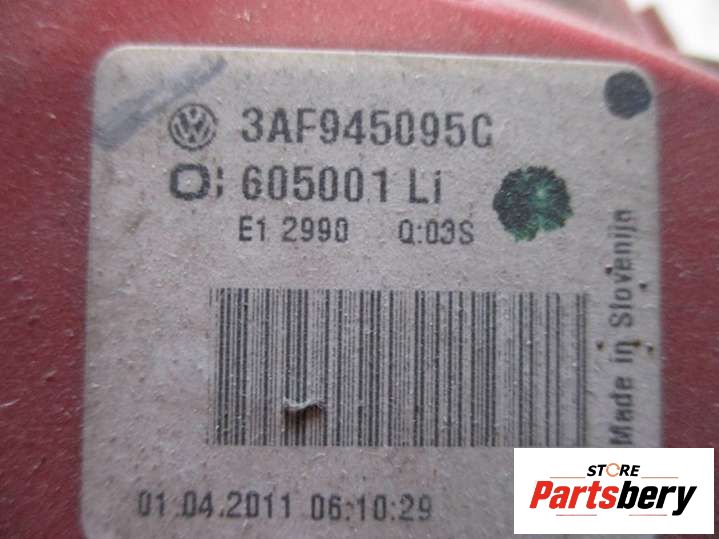 3AF945095C
605001 Li
E1 2990 Q:03S
Made in Slovenija
01.04.2011 06:10:29
STORE
Partsbery